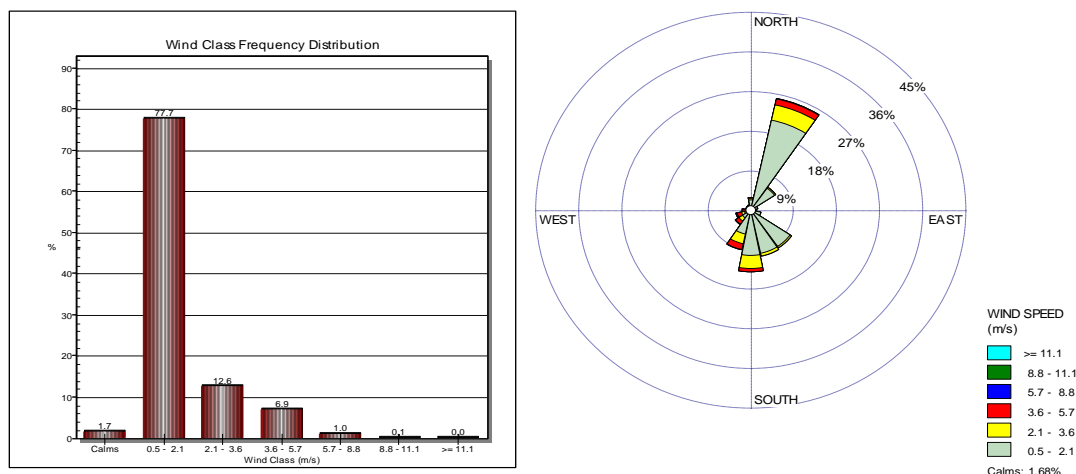 Wind Class Frequency Distribution
%
90
80
70
60
50
40
30
20
10
0
1.7
77.7
12.6
6.9
1.0
0.1
0.0
Calms
0.5 - 2.1
2.1 - 3.6
3.6 - 5.7
5.7 - 8.8
8.8 - 11.1
>= 11.1
Wind Class (m/s)
NORTH
45%
36%
27%
18%
9%
WEST
EAST
SOUTH
WIND SPEED
(m/s)
>= 11.1
8.8 - 11.1
5.7 - 8.8
3.6 - 5.7
2.1 - 3.6
0.5 - 2.1
Calms: 1.68%